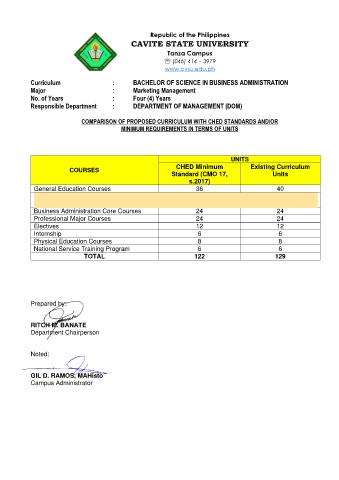 Republic of the Philippines
CAVITE STATE UNIVERSITY
Tanza Campus
☏ (046) 414 - 3979
www.cvsu.edu.ph
Curriculum : BACHELOR OF SCIENCE IN BUSINESS ADMINISTRATION
Major : Marketing Management
No. of Years : Four (4) Years
Responsible Department : DEPARTMENT OF MANAGEMENT (DOM)
COMPARISON OF PROPOSED CURRICULUM WITH CHED STANDARDS AND/OR
MINIMUM REQUIREMENTS IN TERMS OF UNITS
COURSES
UNITS
CHED Minimum
Standard (CMO 17,
s.2017)
Existing Curriculum
Units
General Education Courses 36 40
Business Administration Core Courses 24 24
Professional Major Courses 24 24
Electives 12 12
Internship 6 6
Physical Education Courses 8 8
National Service Training Program 6 6
TOTAL 122 129
Prepared by:
RITCH M. BANATE
Department Chairperson
Noted:
GIL D. RAMOS, MAHisto
Campus Administrator